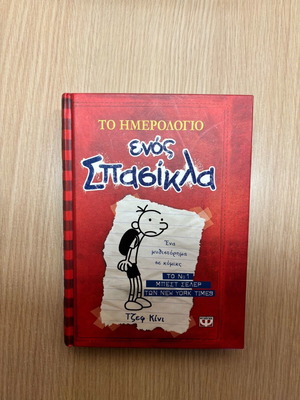 ΤΟ ΗΜΕΡΟΛΟΓΙΟ
ενός
Σπασίκλα
Ένα
μυθιστόρημα
σε κόμικς
ΤΟ Νο 1
ΜΠΕΣΤ ΣΕΛΕΡ
ΤΩΝ NEW YORK TIMES
Τζεφ Κίνι